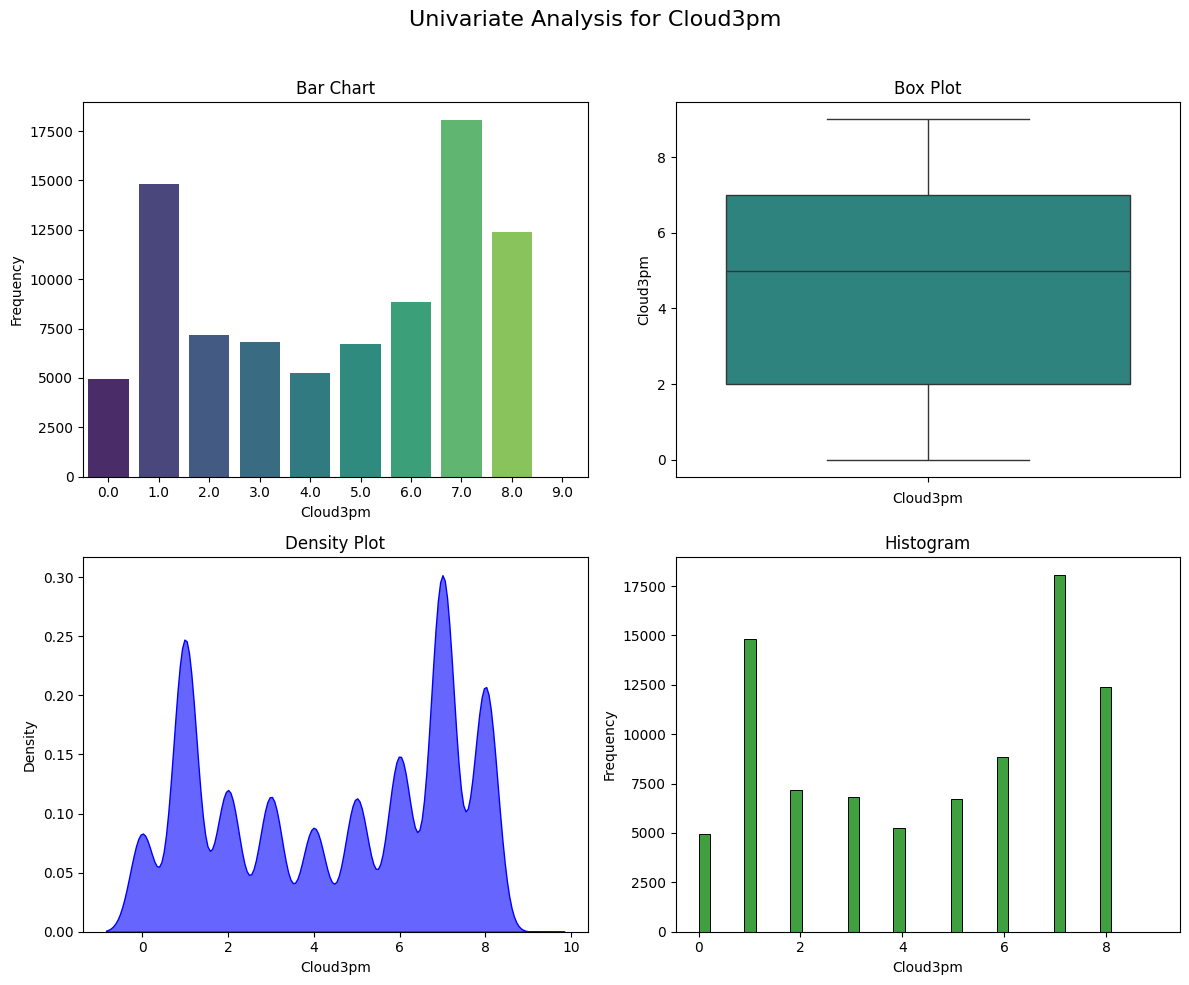 Univariate Analysis for Cloud3pm
Bar Chart
Frequency
17500
15000
12500
10000
7500
5000
2500
0
0.0 1.0 2.0 3.0 4.0 5.0 6.0 7.0 8.0 9.0
Cloud3pm
Box Plot
Cloud3pm
8
6
4
2
0
Cloud3pm
Density Plot
Density
0.30
0.25
0.20
0.15
0.10
0.05
0.00
0 2 4 6 8 10
Cloud3pm
Histogram
Frequency
17500
15000
12500
10000
7500
5000
2500
0
0 2 4 6 8
Cloud3pm